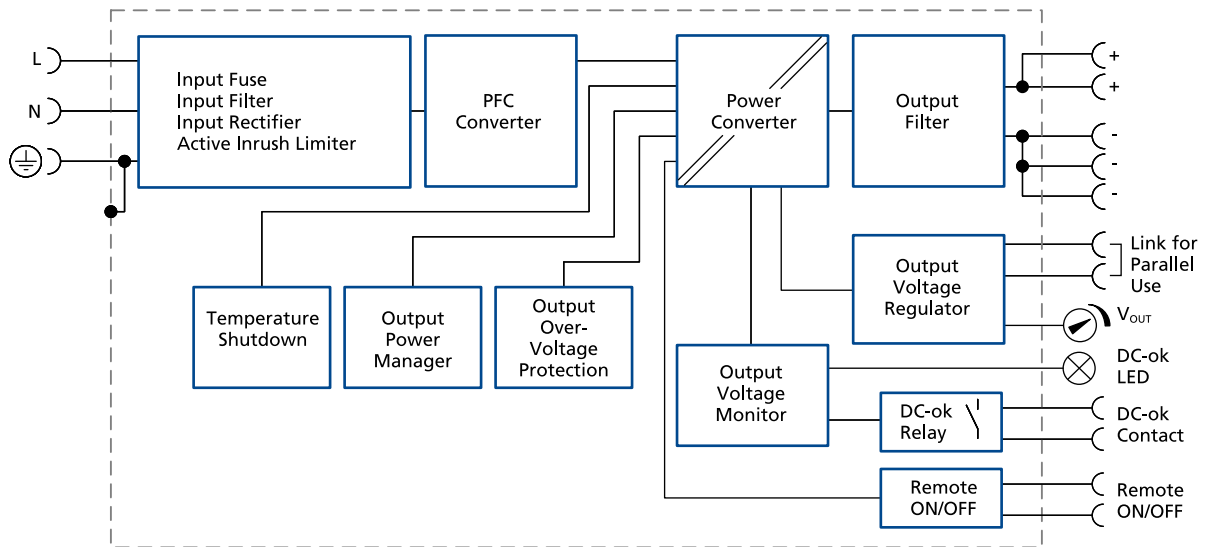 L
N
Input Fuse
Input Filter
Input Rectifier
Active Inrush Limiter
PFC
Converter
Power
Converter
Output
Filter
+
+
-
-
-
Temperature
Shutdown
Output
Power
Manager
Output
Over-
Voltage
Protection
Output
Voltage
Regulator
Link for
Parallel
Use
VOUT
Output
Voltage
Monitor
DC-ok
LED
DC-ok
Relay
DC-ok
Contact
Remote
ON/OFF
Remote
ON/OFF